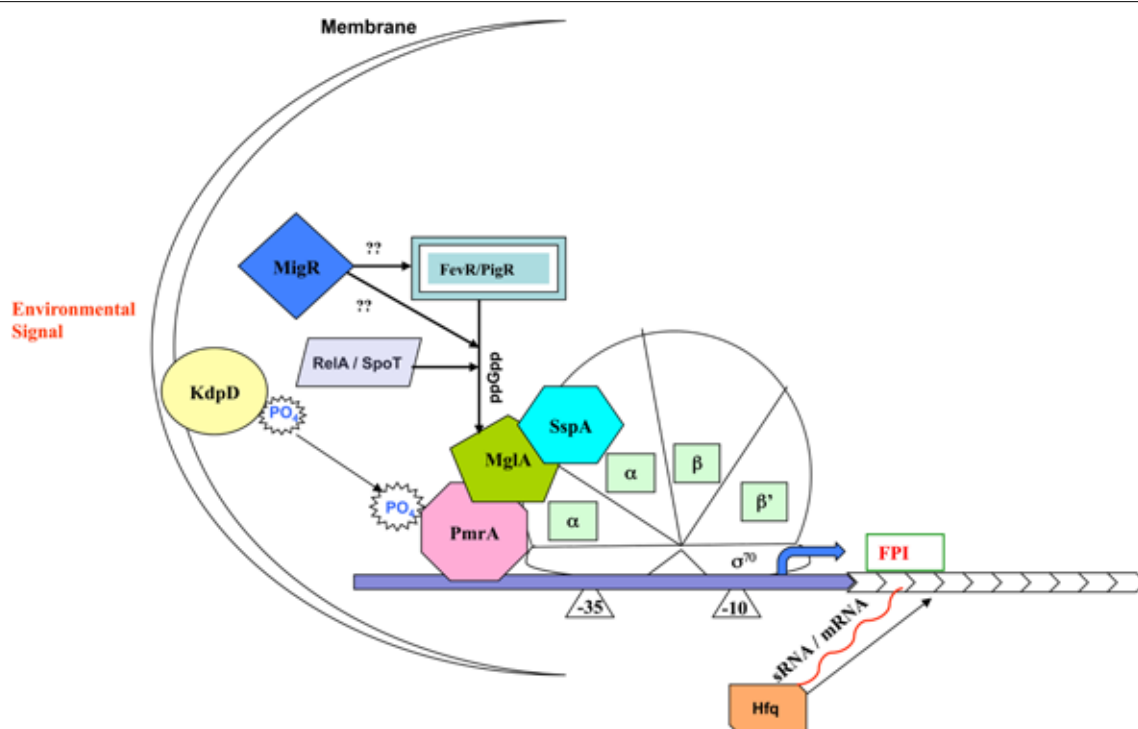 Membrane
??
MigR
FevR/PigR
??
Environmental
Signal
RelA / SpoT
ppGpp
KdpD
PO4
SspA
MglA
α
β
PO4
α
β’
PmrA
σ70
FPI
-35
-10
sRNA / mRNA
Hfq